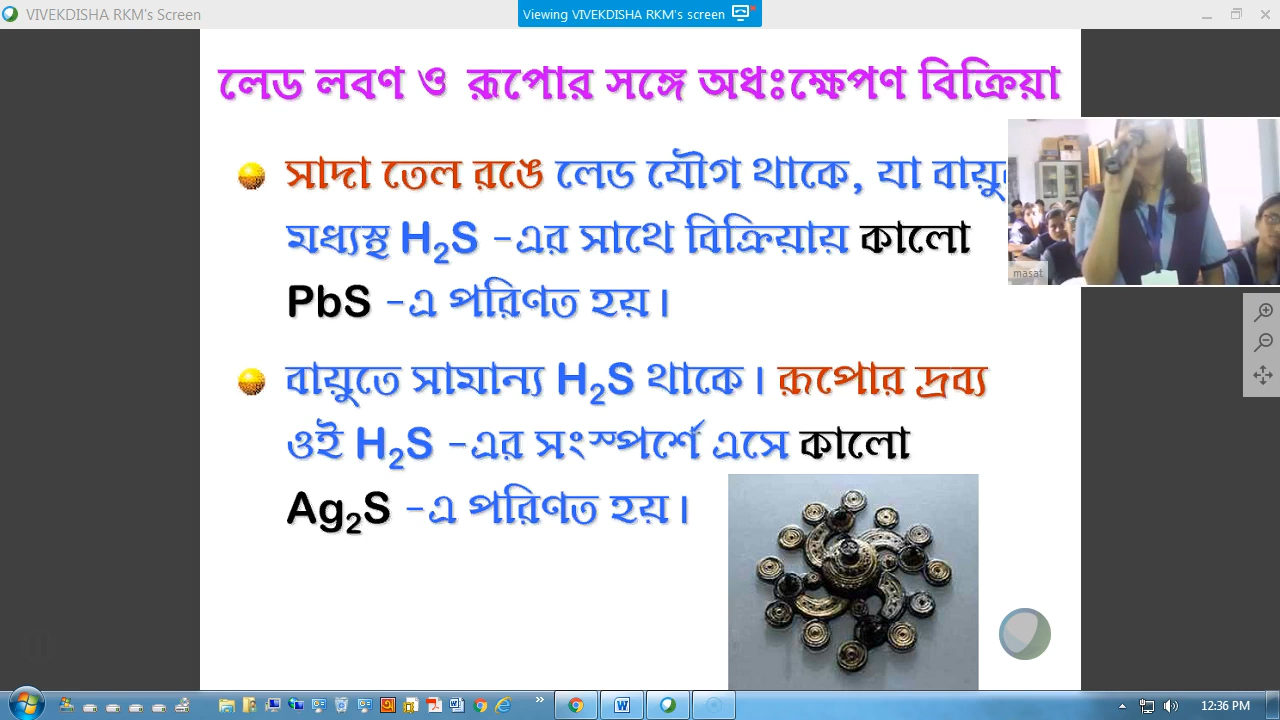 VIVEKDISHA RKM's Screen
Viewing VIVEKDISHA RKM's screen
লেড লবণ ও রূপোর সঙ্গে অধঃক্ষেপণ বিক্রিয়া
সাদা তেল রঙে লেড যৌগ থাকে, যা
মধ্যস্থ H₂S -এর সাথে বিক্রিয়ায় কালো
PbS -এ পরিণত হয়।
masat
বায়ুতে সামান্য H₂S থাকে। রূপোর দ্রব্য
ওই H₂S -এর সংস্পর্শে এসে কালো
Ag₂S -এ পরিণত হয়।
12:36 PM